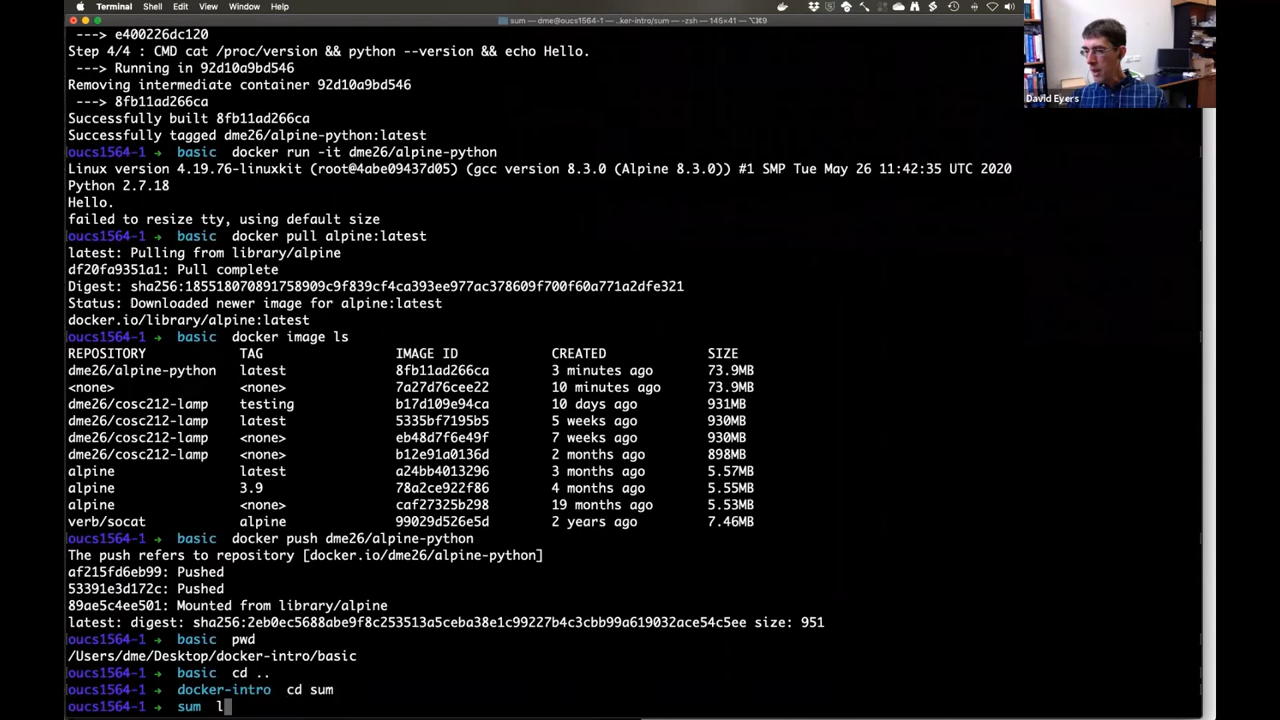 Terminal Shell Edit View Window Help
sum — dme@oucs1564-1 — ..ker-intro/sum — -zsh — 145×41 — ⌥⌘9
---> e400226dc120
Step 4/4 : CMD cat /proc/version && python --version && echo Hello.
---> Running in 92d10a9bd546
Removing intermediate container 92d10a9bd546
---> 8fb11ad266ca
Successfully built 8fb11ad266ca
Successfully tagged dme26/alpine-python:latest
oucs1564-1 → basic docker run -it dme26/alpine-python
Linux version 4.19.76-linuxkit (root@4abe09437d05) (gcc version 8.3.0 (Alpine 8.3.0)) #1 SMP Tue May 26 11:42:35 UTC 2020
Python 2.7.18
Hello.
failed to resize tty, using default size
oucs1564-1 → basic docker pull alpine:latest
latest: Pulling from library/alpine
df20fa9351a1: Pull complete
Digest: sha256:185518070891758909c9f839cf4ca393ee977ac378609f700f60a771a2dfe321
Status: Downloaded newer image for alpine:latest
docker.io/library/alpine:latest
oucs1564-1 → basic docker image ls
REPOSITORY TAG IMAGE ID CREATED SIZE
dme26/alpine-python latest 8fb11ad266ca 3 minutes ago 73.9MB
<none> <none> 7a27d76cee22 10 minutes ago 73.9MB
dme26/cosc212-lamp testing b17d109e94ca 10 days ago 931MB
dme26/cosc212-lamp latest 5335bf7195b5 5 weeks ago 930MB
dme26/cosc212-lamp <none> eb48d7f6e49f 7 weeks ago 930MB
dme26/cosc212-lamp <none> b12e91a0136d 2 months ago 898MB
alpine latest a24bb4013296 3 months ago 5.57MB
alpine 3.9 78a2ce922f86 4 months ago 5.55MB
alpine <none> caf27325b298 19 months ago 5.53MB
verb/socat alpine 99029d526e5d 2 years ago 7.46MB
oucs1564-1 → basic docker push dme26/alpine-python
The push refers to repository [docker.io/dme26/alpine-python]
af215fd6eb99: Pushed
53391e3d172c: Pushed
89ae5c4ee501: Mounted from library/alpine
latest: digest: sha256:2eb0ec5688abe9f8c253513a5ceba38e1c99227b4c3cbb99a619032ace54c5ee size: 951
oucs1564-1 → basic pwd
/Users/dme/Desktop/docker-intro/basic
oucs1564-1 → basic cd ..
oucs1564-1 → docker-intro cd sum
oucs1564-1 → sum l
David Eyers